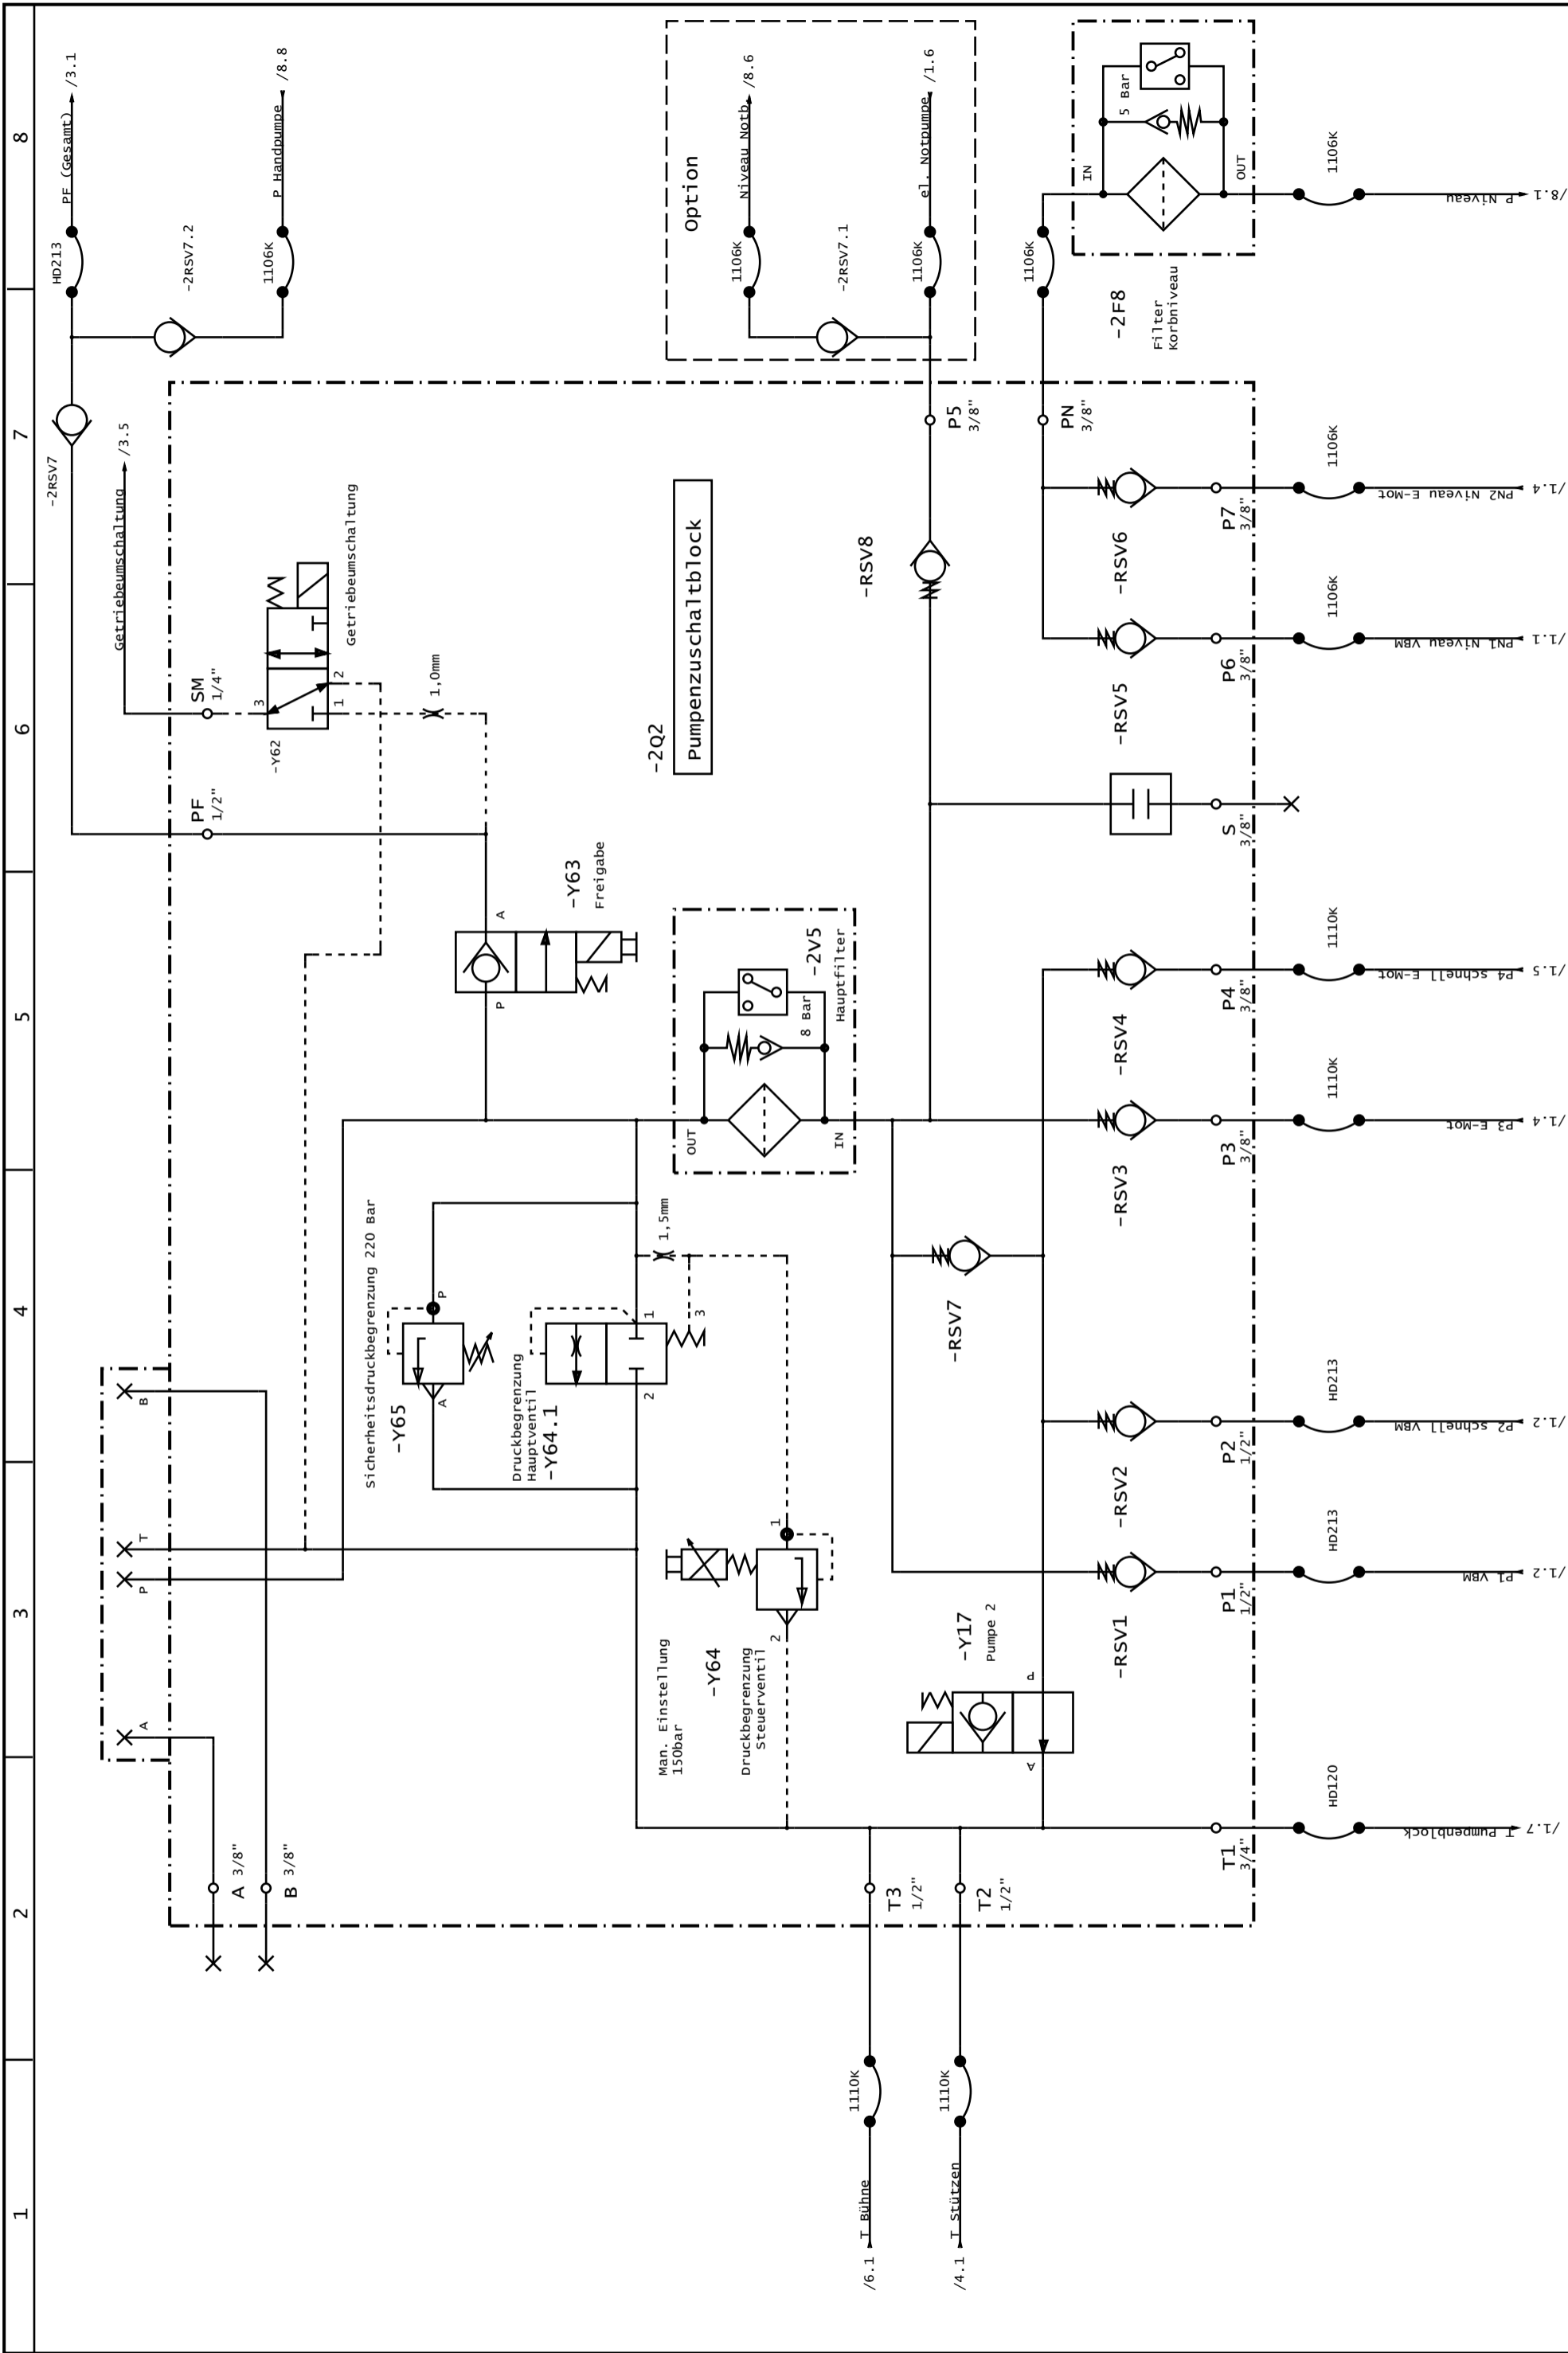 8
7
6
5
4
3
2
1
PF (Gesamt)
/3.1
HD213
-2RSV7.2
P Handpumpe
/8.8
1106K
-2RSV7
Getriebeumschaltung
/3.5
Option
Niveau Notb.
/8.6
1106K
-2RSV7.1
el. Notpumpe
/1.6
1106K
1106K
IN
5 Bar
OUT
-2F8
Filter
Korbniveau
1106K
P Niveau
/8.1
SM
1/4"
3
2
1
-Y62
Getriebeumschaltung
1,0mm
PF
1/2"
-2Q2
Pumpenzuschaltblock
-RSV8
P5
3/8"
PN
3/8"
-RSV6
P7
3/8"
1106K
PN2 Niveau E-Mot
/1.4
-RSV5
P6
3/8"
1106K
PN1 Niveau VBM
/1.1
S
3/8"
A
P
-Y63
Freigabe
-2V5
Hauptfilter
8 Bar
OUT
IN
-RSV4
P4
3/8"
1110K
P4 schnell E-Mot
/1.5
-RSV3
P3
3/8"
1110K
P3 E-Mot
/1.4
Sicherheitsdruckbegrenzung 220 Bar
-Y65
P
A
Druckbegrenzung
Hauptventil
-Y64.1
1
2
3
1,5mm
-RSV7
-RSV2
P2
1/2"
HD213
P2 schnell VBM
/1.2
-RSV1
P1
1/2"
HD213
P1 VBM
/1.2
B
T
P
A
Man. Einstellung
150bar
-Y64
Druckbegrenzung
Steuerventil
1
2
-Y17
Pumpe 2
P
A
T1
3/4"
HD120
T Pumpenblock
/1.7
A 3/8"
B 3/8"
T3
1/2"
T2
1/2"
1110K
1110K
T Bühne
/6.1
T Stützen
/4.1